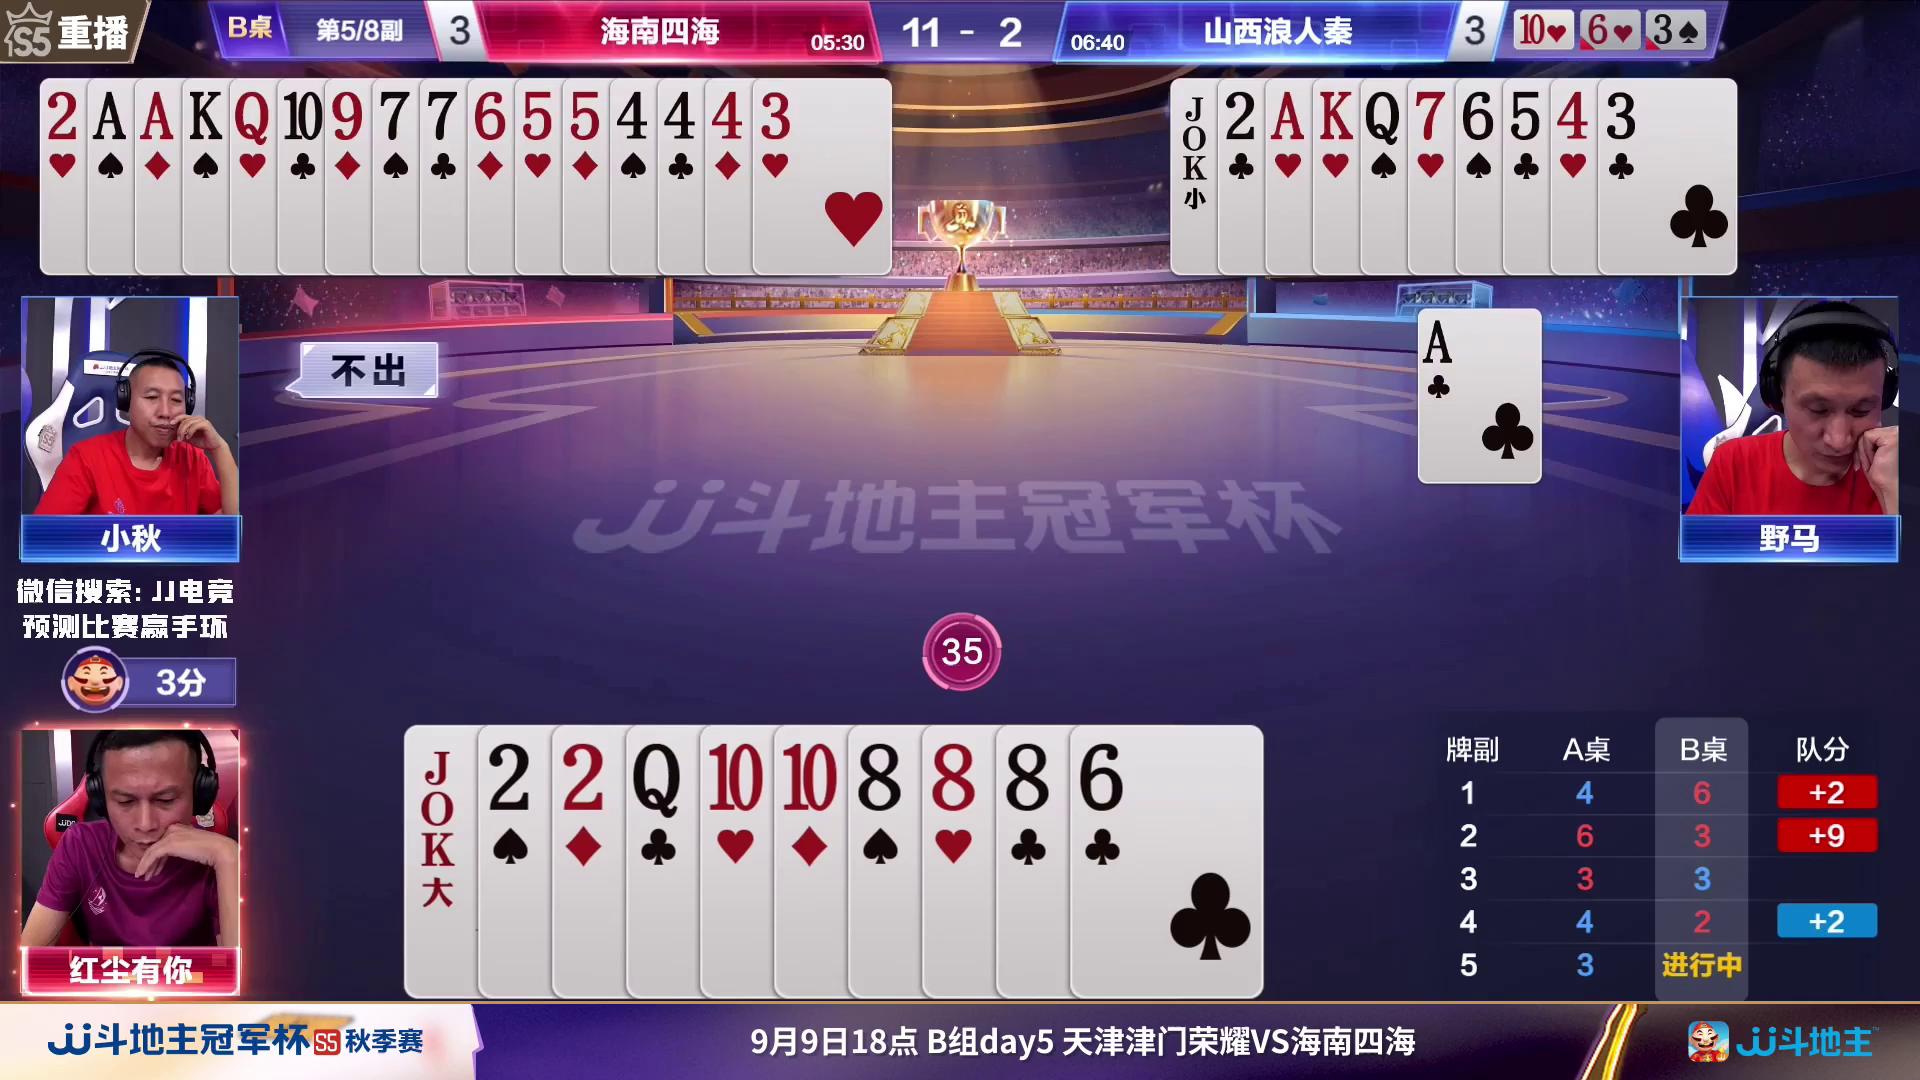 S5 重播
B桌 第5/8副 3 海南四海 05:30 11 - 2 06:40 山西浪人秦 3 10♥ 6♥ 3♠
2♥ A♠ A♦ K♠ Q♥ 10♣ 9♦ 7♠ 7♣ 6♦ 5♥ 5♦ 4♠ 4♣ 4♦ 3♥
JOK小 2♣ A♥ K♥ Q♠ 7♥ 6♠ 5♣ 4♥ 3♣
不出
A♣
小秋
野马
JJ斗地主冠军杯
微信搜索: JJ电竞
预测比赛赢手环
3分
35
JOK大 2♠ 2♦ Q♣ 10♥ 10♦ 8♠ 8♥ 8♣ 6♣
红尘有你
牌副 A桌 B桌 队分
1 4 6 +2
2 6 3 +9
3 3 3
4 4 2 +2
5 3 进行中
JJ斗地主冠军杯 S5 秋季赛
9月9日18点 B组day5 天津津门荣耀VS海南四海
JJ斗地主